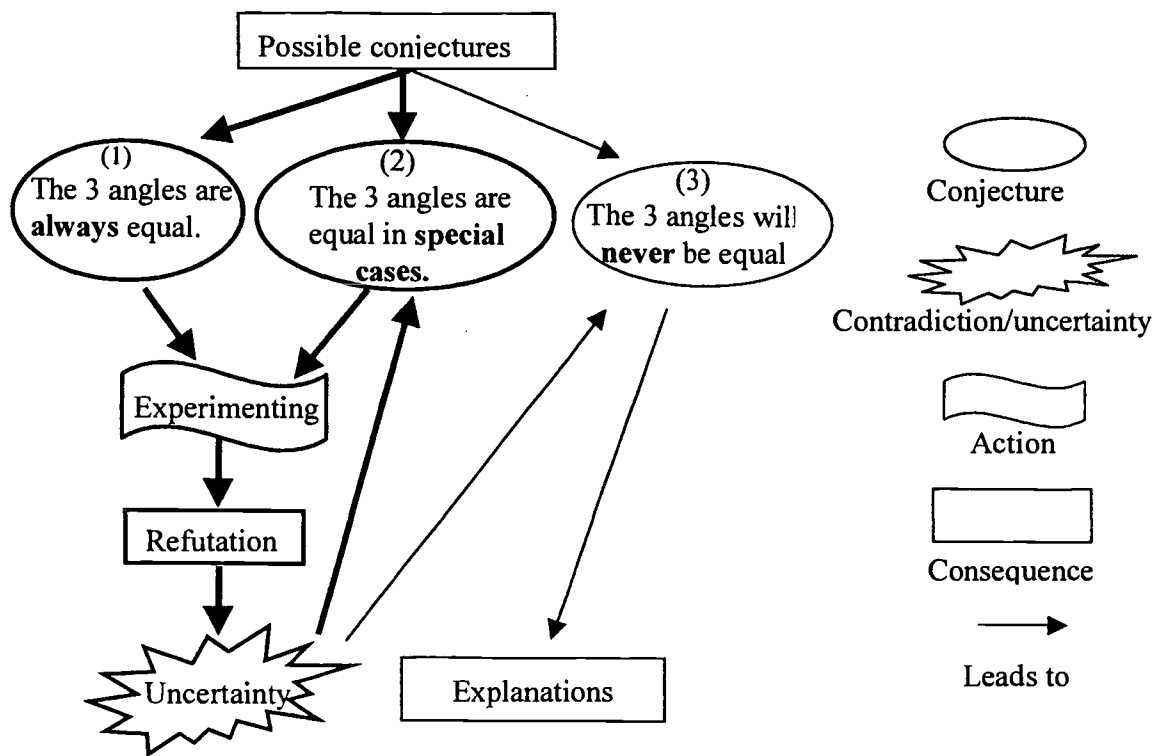 Possible conjectures
(1)
The 3 angles are
always equal.
(2)
The 3 angles are
equal in special
cases.
(3)
The 3 angles will
never be equal
Experimenting
Refutation
Uncertainty
Explanations
Conjecture
Contradiction/uncertainty
Action
Consequence
Leads to